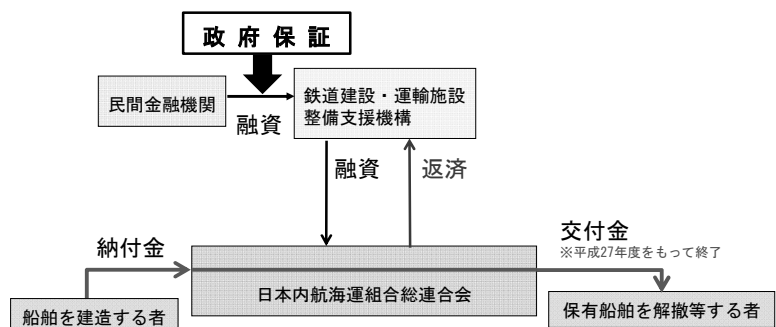 政府保証
民間金融機関
融資
鉄道建設・運輸施設
整備支援機構
融資
返済
納付金
交付金
※平成27年度をもって終了
日本内航海運組合総連合会
船舶を建造する者
保有船舶を解撤等する者